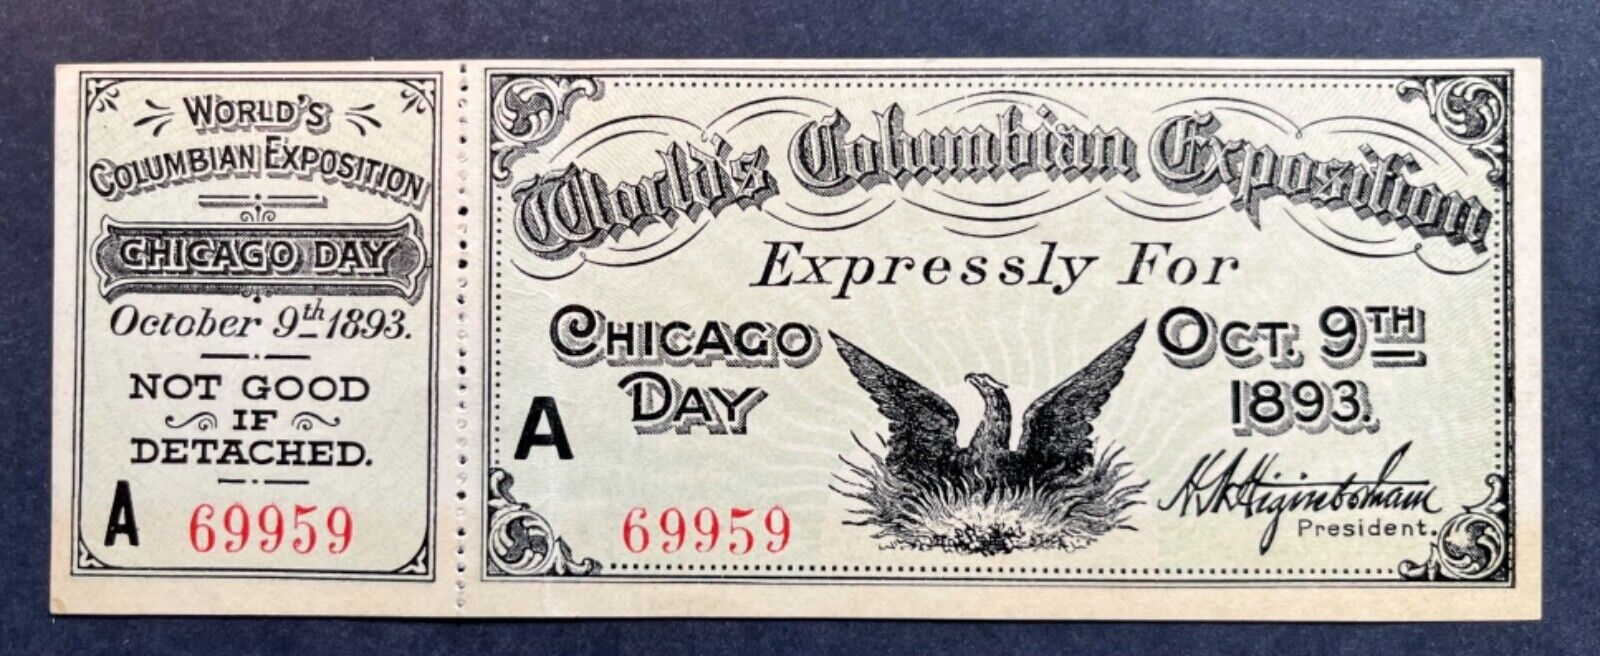 WORLD'S
COLUMBIAN EXPOSITION
CHICAGO DAY
October 9th 1893.
NOT GOOD
IF
DETACHED.
A 69959
World's Columbian Exposition
Expressly For
CHICAGO DAY
OCT. 9TH 1893.
A
69959
H. N. Higinbotham
President.